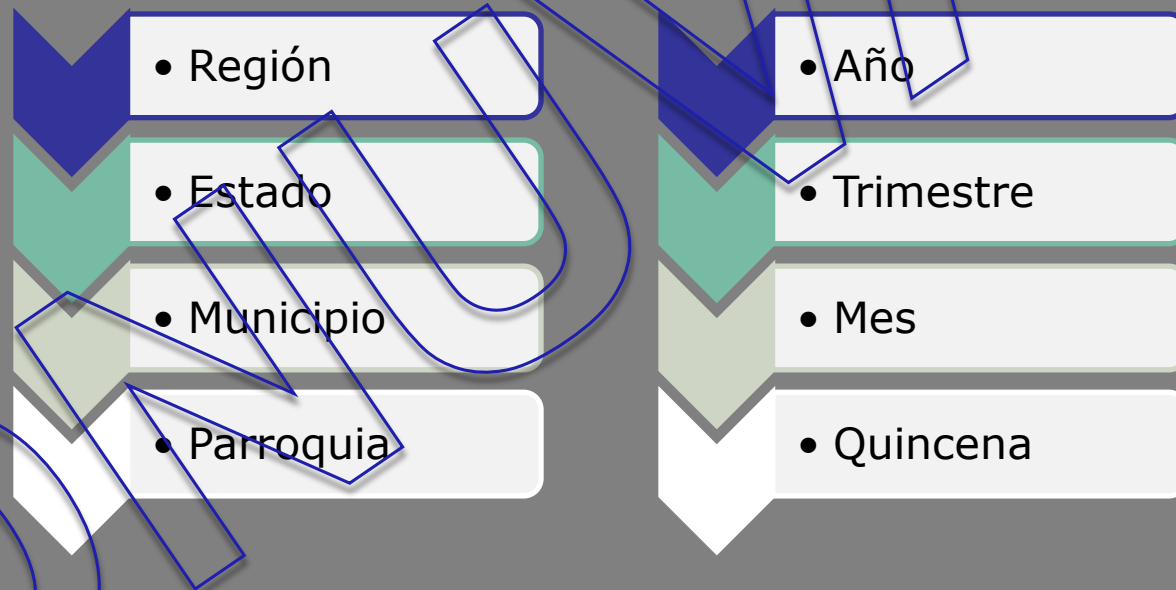 • Región
• Estado
• Municipio
• Parroquia
• Año
• Trimestre
• Mes
• Quincena